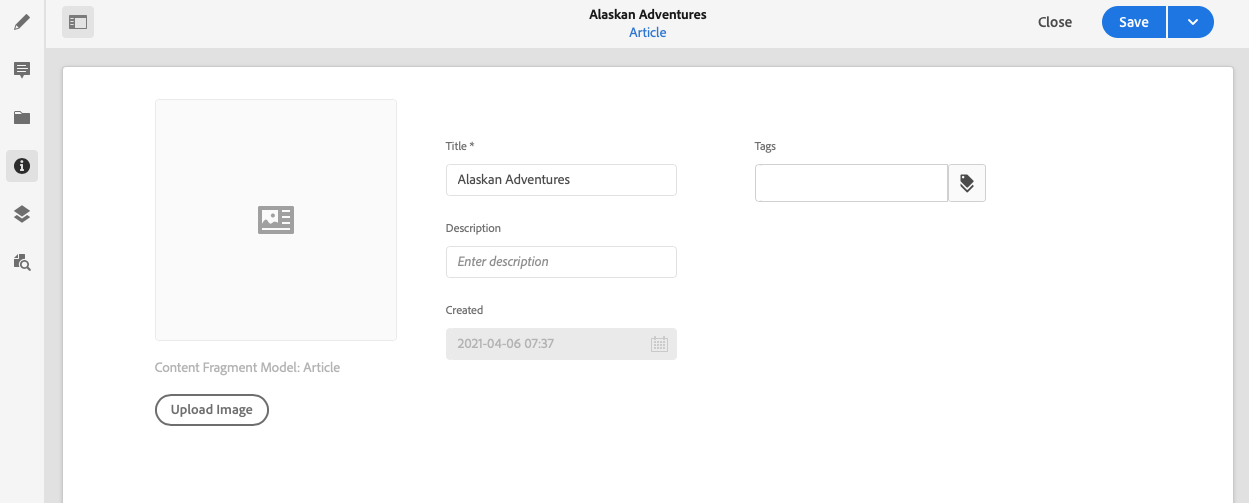 Alaskan Adventures
Article
Close
Save
Title *
Alaskan Adventures
Tags
Description
Enter description
Created
2021-04-06 07:37
Content Fragment Model: Article
Upload Image